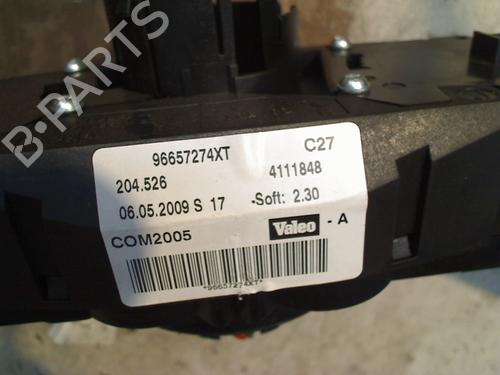 B-PARTS
96657274XT C27
204.526 4111848
06.05.2009 S 17 -Soft: 2.30
COM2005 Valeo - A
*96657274XT*